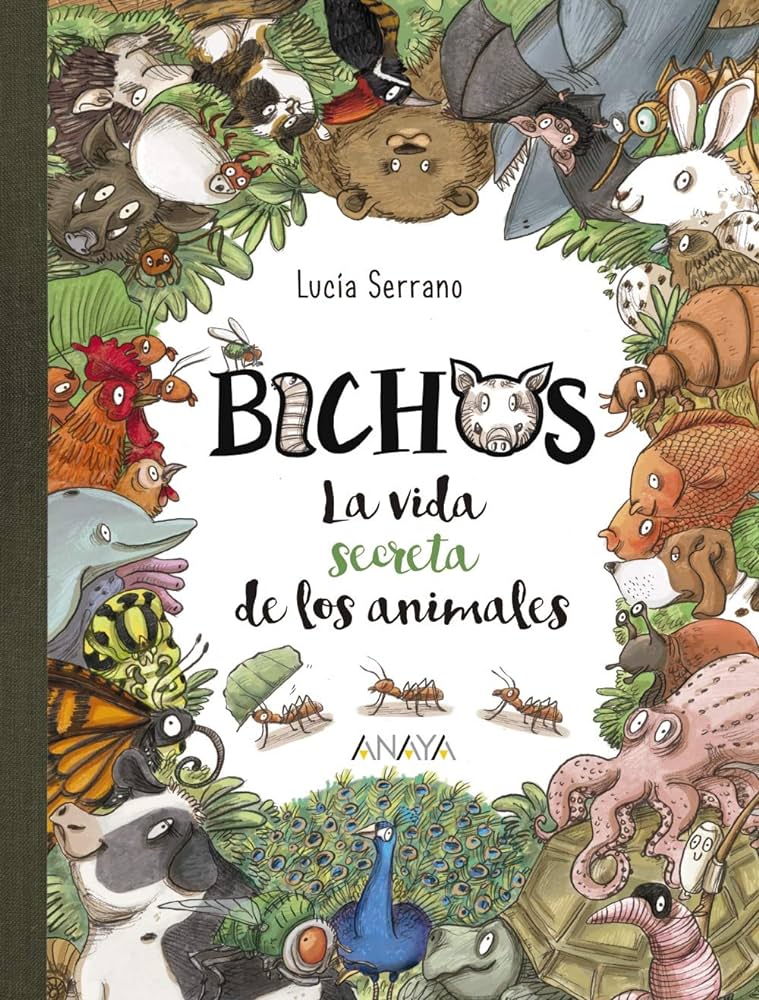 Lucía Serrano
BICHOS
La vida
secreta
de los animales
ANAYA